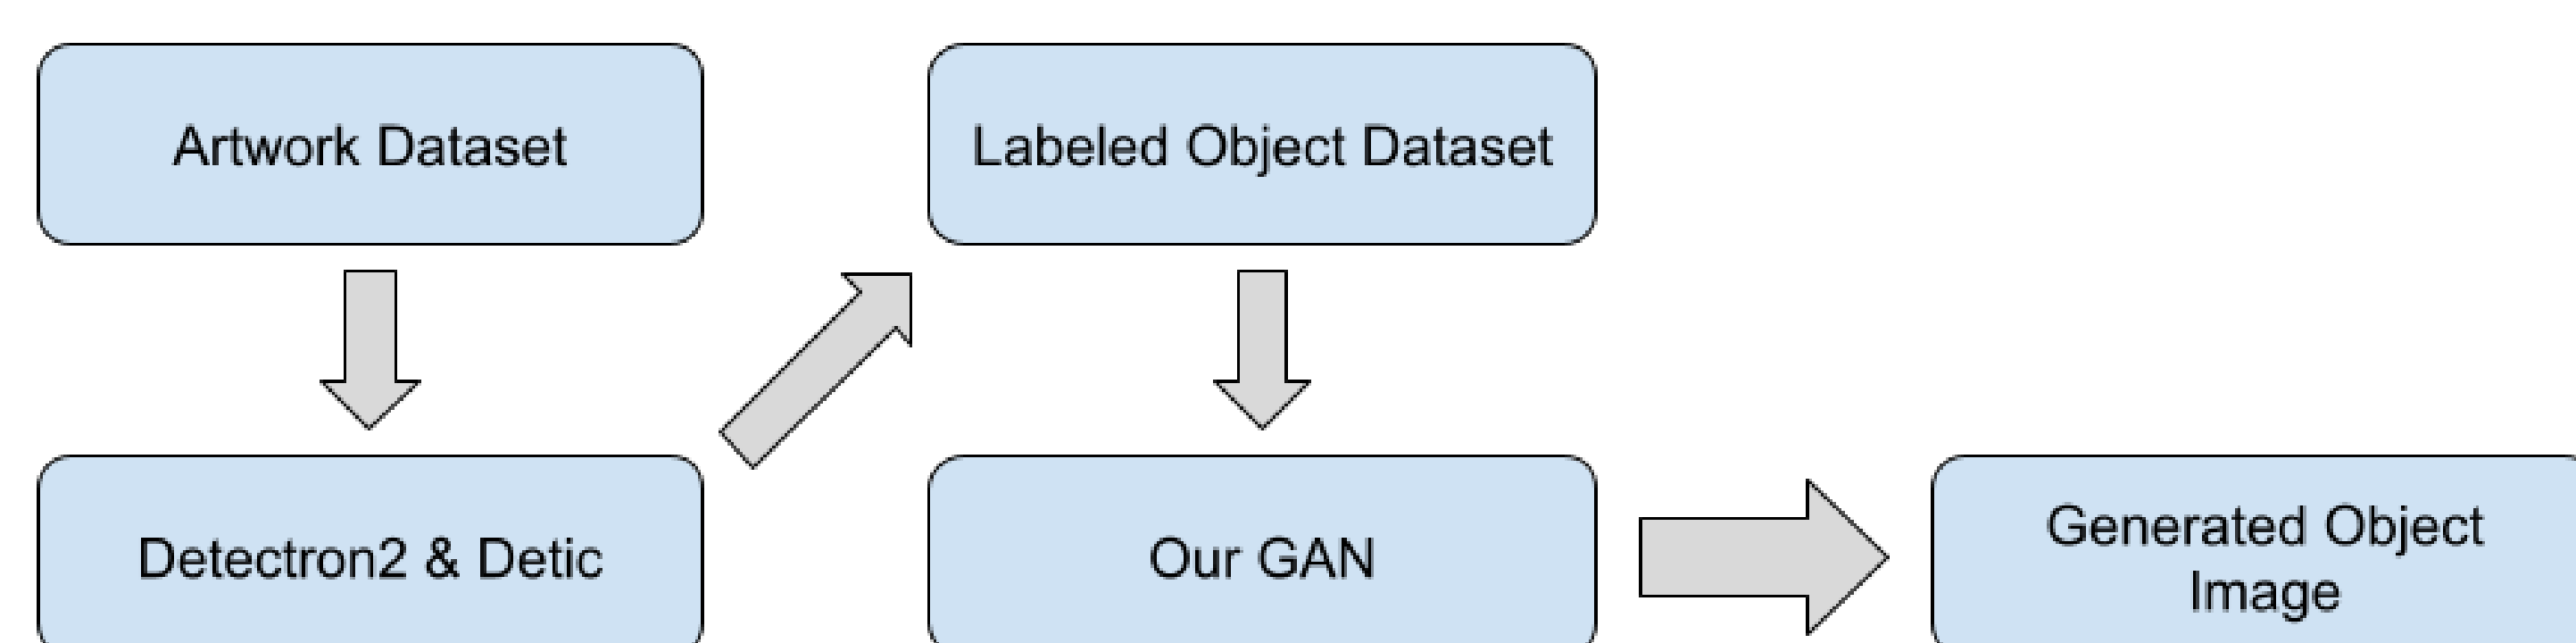 Artwork Dataset
Labeled Object Dataset
Detectron2 & Detic
Our GAN
Generated Object
Image